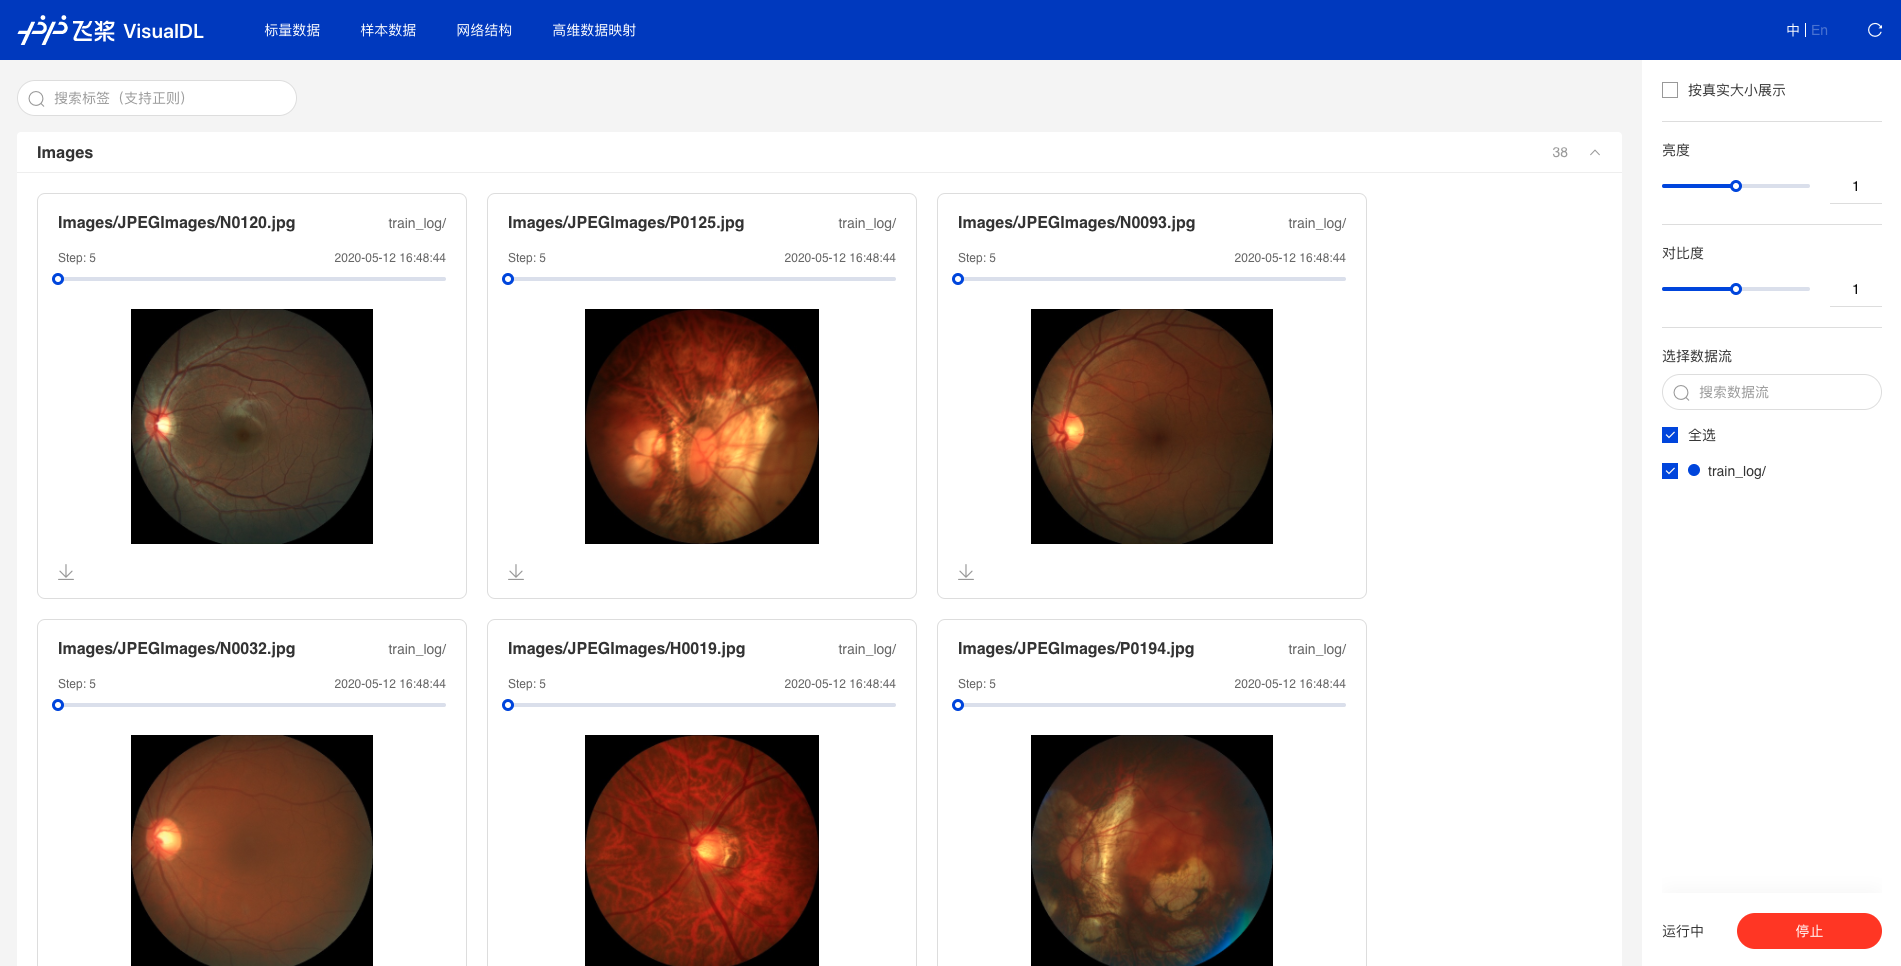 飞桨 VisualDL 标量数据 样本数据 网络结构 高维数据映射 中 | En
搜索标签（支持正则）
Images 38
Images/JPEGImages/N0120.jpg train_log/
Step: 5 2020-05-12 16:48:44
Images/JPEGImages/P0125.jpg train_log/
Step: 5 2020-05-12 16:48:44
Images/JPEGImages/N0093.jpg train_log/
Step: 5 2020-05-12 16:48:44
Images/JPEGImages/N0032.jpg train_log/
Step: 5 2020-05-12 16:48:44
Images/JPEGImages/H0019.jpg train_log/
Step: 5 2020-05-12 16:48:44
Images/JPEGImages/P0194.jpg train_log/
Step: 5 2020-05-12 16:48:44
按真实大小展示
亮度
1
对比度
1
选择数据流
搜索数据流
全选
train_log/
运行中 停止